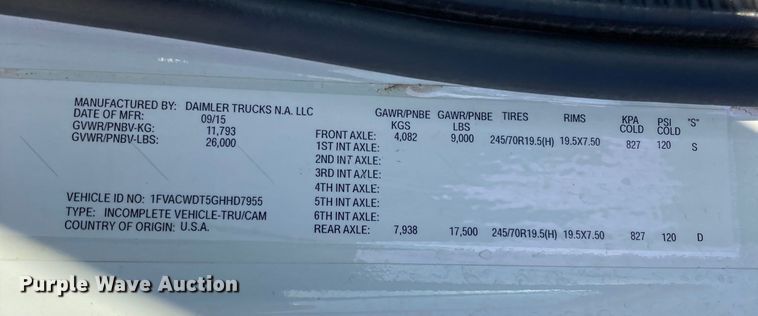 MANUFACTURED BY: DAIMLER TRUCKS N.A. LLC
DATE OF MFR: 09/15
GVWR/PNBV-KG: 11,793
GVWR/PNBV-LBS: 26,000
VEHICLE ID NO: 1FVACWDT5GHHD7955
TYPE: INCOMPLETE VEHICLE-TRU/CAM
COUNTRY OF ORIGIN: U.S.A.
GAWR/PNBE KGS GAWR/PNBE LBS TIRES RIMS KPA COLD PSI COLD "S"
FRONT AXLE: 4,082 9,000 245/70R19.5(H) 19.5X7.50 827 120 S
1ST INT AXLE:
2ND INT AXLE:
3RD INT AXLE:
4TH INT AXLE:
5TH INT AXLE:
6TH INT AXLE:
REAR AXLE: 7,938 17,500 245/70R19.5(H) 19.5X7.50 827 120 D
Purple Wave Auction